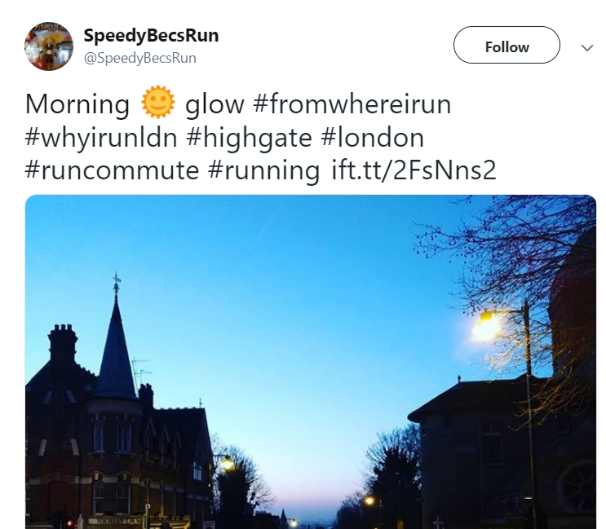 SpeedyBecsRun
@SpeedyBecsRun
Follow
Morning 🌞 glow #fromwhereirun
#whyirunldn #highgate #london
#runcommute #running ift.tt/2FsNns2